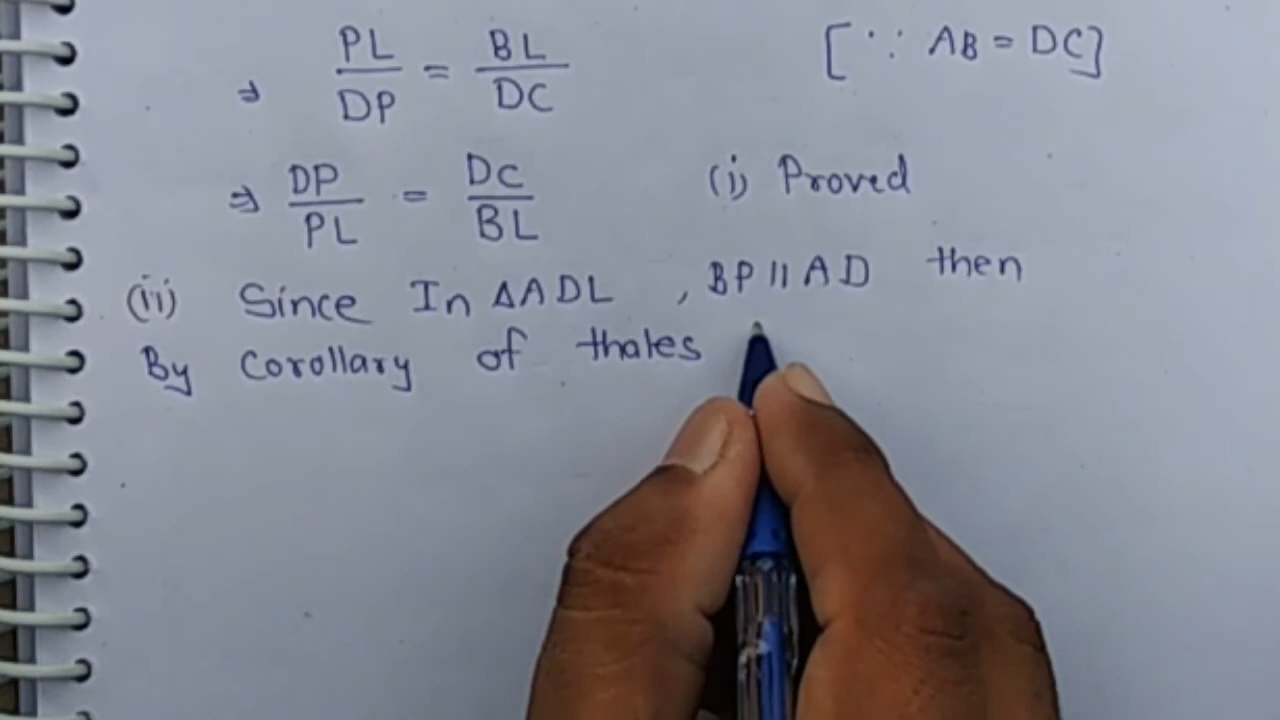 ⇒ PL/DP = BL/DC [∵ AB = DC]
⇒ DP/PL = DC/BL (i) Proved
(ii) Since In ΔADL , BP || AD then
By Corollary of thales